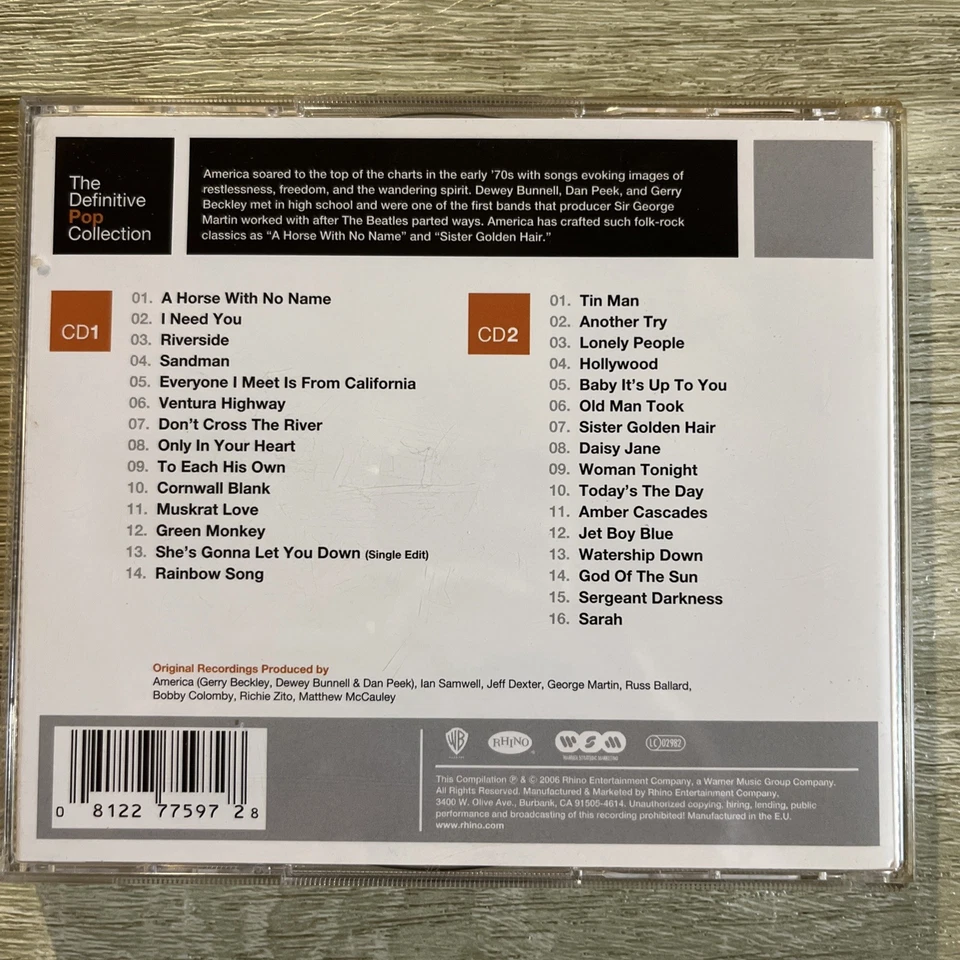 The
Definitive
Pop
Collection
America soared to the top of the charts in the early '70s with songs evoking images of
restlessness, freedom, and the wandering spirit. Dewey Bunnell, Dan Peek, and Gerry
Beckley met in high school and were one of the first bands that producer Sir George
Martin worked with after The Beatles parted ways. America has crafted such folk-rock
classics as “A Horse With No Name” and “Sister Golden Hair.”
CD1
01. A Horse With No Name
02. I Need You
03. Riverside
04. Sandman
05. Everyone I Meet Is From California
06. Ventura Highway
07. Don't Cross The River
08. Only In Your Heart
09. To Each His Own
10. Cornwall Blank
11. Muskrat Love
12. Green Monkey
13. She's Gonna Let You Down (Single Edit)
14. Rainbow Song
CD2
01. Tin Man
02. Another Try
03. Lonely People
04. Hollywood
05. Baby It's Up To You
06. Old Man Took
07. Sister Golden Hair
08. Daisy Jane
09. Woman Tonight
10. Today's The Day
11. Amber Cascades
12. Jet Boy Blue
13. Watership Down
14. God Of The Sun
15. Sergeant Darkness
16. Sarah
Original Recordings Produced by
America (Gerry Beckley, Dewey Bunnell & Dan Peek), Ian Samwell, Jeff Dexter, George Martin, Russ Ballard,
Bobby Colomby, Richie Zito, Matthew McCauley
0 8122 77597 2 8
WB
RHINO
WSM
WARNER STRATEGIC MARKETING
LC 02982
This Compilation ℗ & © 2006 Rhino Entertainment Company, a Warner Music Group Company.
All Rights Reserved. Manufactured & Marketed by Rhino Entertainment Company,
3400 W. Olive Ave., Burbank, CA 91505-4614. Unauthorized copying, hiring, lending, public
performance and broadcasting of this recording prohibited! Manufactured in the E.U.
www.rhino.com